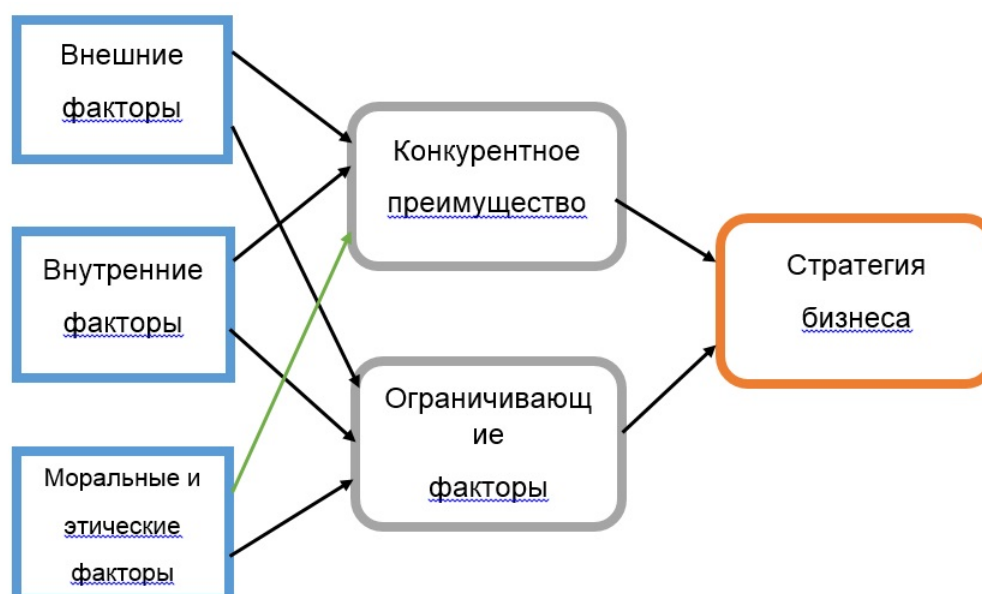 Внешние
факторы
Конкурентное
преимущество
Внутренние
факторы
Стратегия
бизнеса
Ограничивающ
ие
факторы
Моральные и
этические
факторы